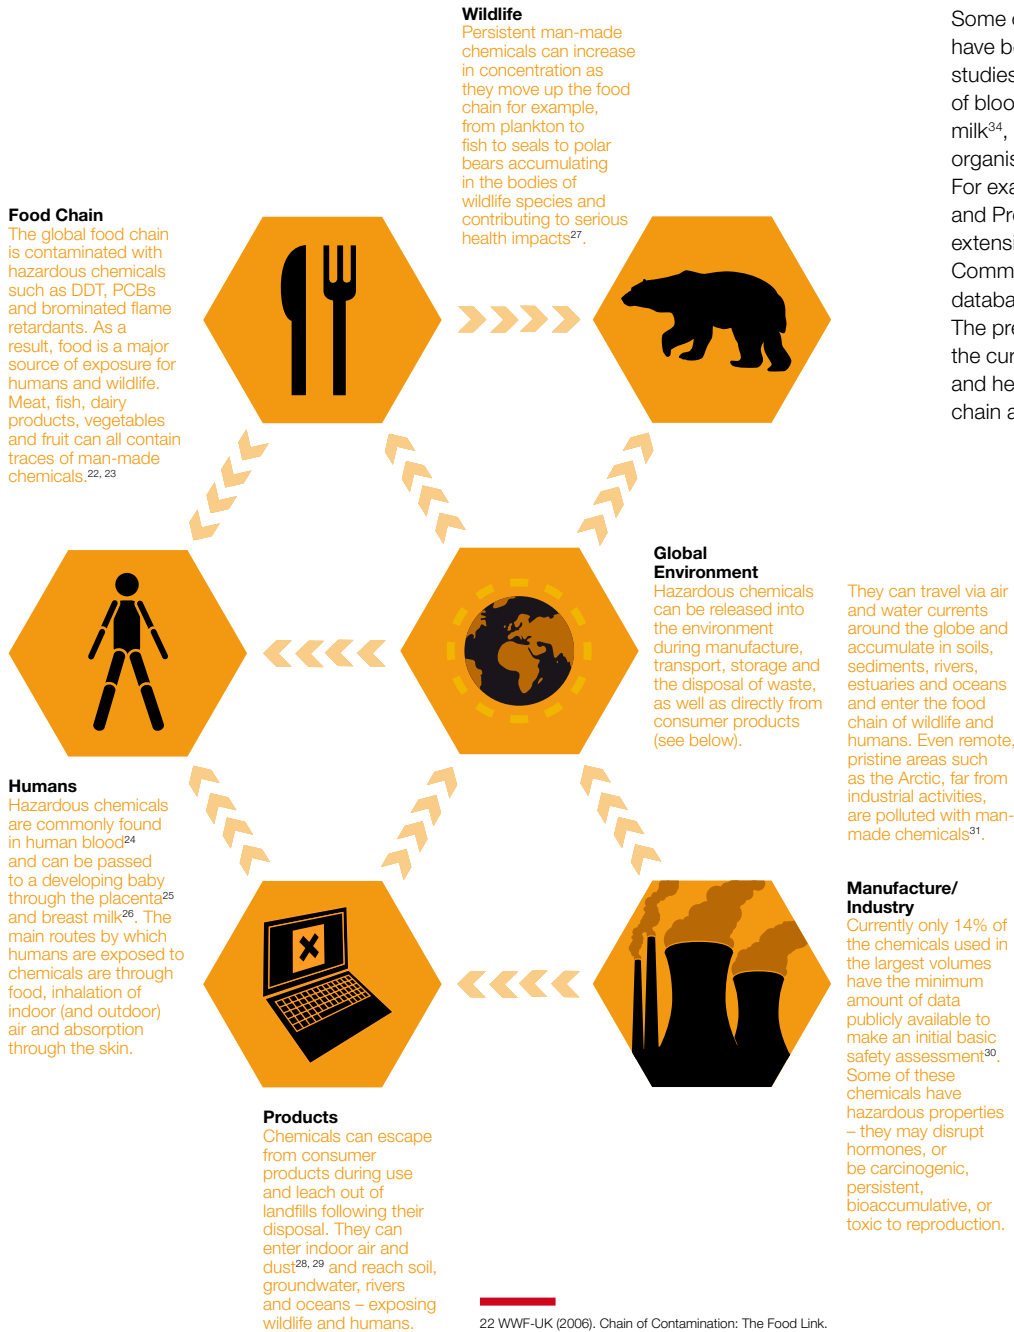 Wildlife
Persistent man-made
chemicals can increase
in concentration as
they move up the food
chain for example,
from plankton to
fish to seals to polar
bears accumulating
in the bodies of
wildlife species and
contributing to serious
health impacts27.
Food Chain
The global food chain
is contaminated with
hazardous chemicals
such as DDT, PCBs
and brominated flame
retardants. As a
result, food is a major
source of exposure for
humans and wildlife.
Meat, fish, dairy
products, vegetables
and fruit can all contain
traces of man-made
chemicals.22, 23
Some
have
studies
of
milk34,
For
and
the
and
chain
Global
Environment
Hazardous chemicals
can be released into
the environment
during manufacture,
transport, storage and
the disposal of waste,
as well as directly from
consumer products
(see below).
They can travel via air
and water currents
around the globe and
accumulate in soils,
sediments, rivers,
estuaries and oceans
and enter the food
chain of wildlife and
humans. Even remote,
pristine areas such
as the Arctic, far from
industrial activities,
are polluted with man-
made chemicals31.
Humans
Hazardous chemicals
are commonly found
in human blood24
and can be passed
to a developing baby
through the placenta25
and breast milk26. The
main routes by which
humans are exposed to
chemicals are through
food, inhalation of
indoor (and outdoor)
air and absorption
through the skin.
Manufacture/
Industry
Currently only 14% of
the chemicals used in
the largest volumes
have the minimum
amount of data
publicly available to
make an initial basic
safety assessment30.
Some of these
chemicals have
hazardous properties
– they may disrupt
hormones, or
be carcinogenic,
persistent,
bioaccumulative, or
toxic to reproduction.
Products
Chemicals can escape
from consumer
products during use
and leach out of
landfills following their
disposal. They can
enter indoor air and
dust28, 29 and reach soil,
groundwater, rivers
and oceans – exposing
wildlife and humans.
22 WWF-UK (2006). Chain of Contamination: The Food Link.